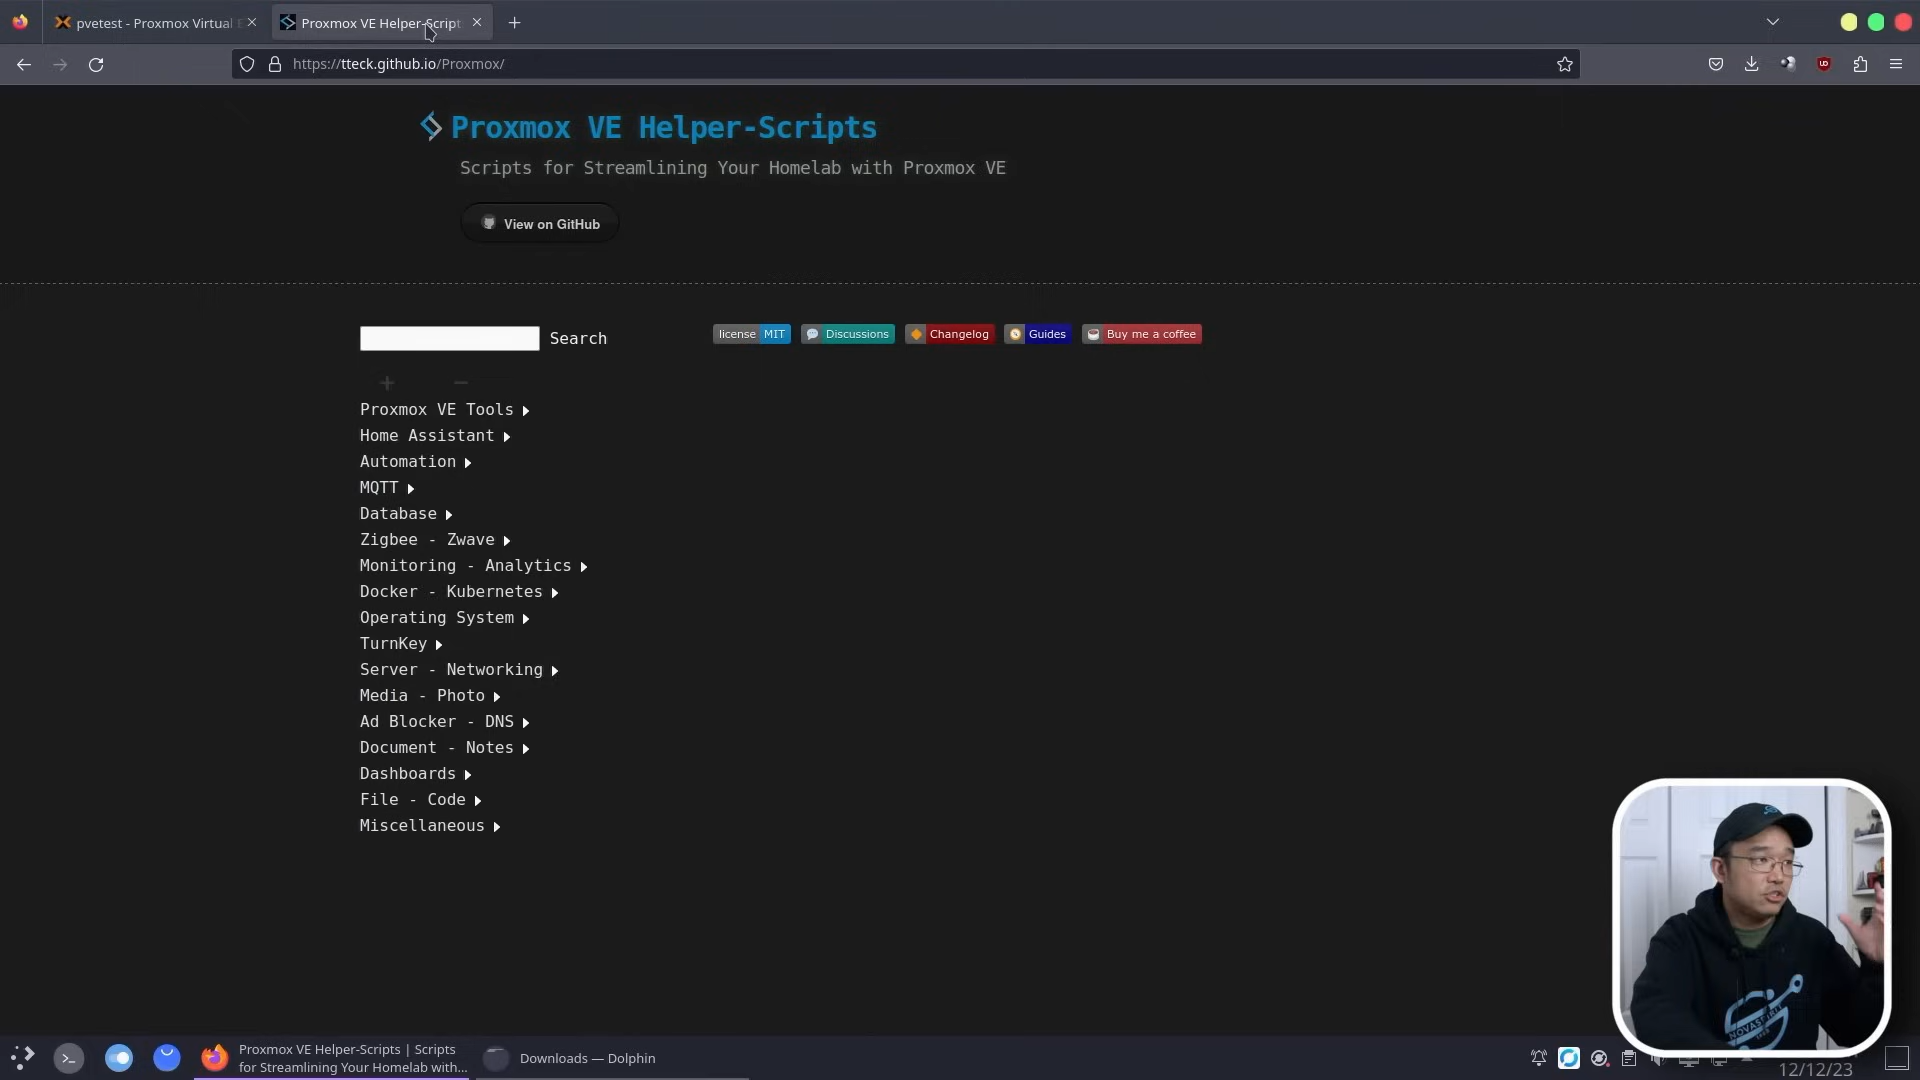 pvetest - Proxmox Virtual E
Proxmox VE Helper-Script
https://tteck.github.io/Proxmox/
Proxmox VE Helper-Scripts
Scripts for Streamlining Your Homelab with Proxmox VE
View on GitHub
Search
license MIT
Discussions
Changelog
Guides
Buy me a coffee
+ −
Proxmox VE Tools
Home Assistant
Automation
MQTT
Database
Zigbee - Zwave
Monitoring - Analytics
Docker - Kubernetes
Operating System
TurnKey
Server - Networking
Media - Photo
Ad Blocker - DNS
Document - Notes
Dashboards
File - Code
Miscellaneous
Proxmox VE Helper-Scripts | Scripts
for Streamlining Your Homelab with...
Downloads — Dolphin
12/12/23